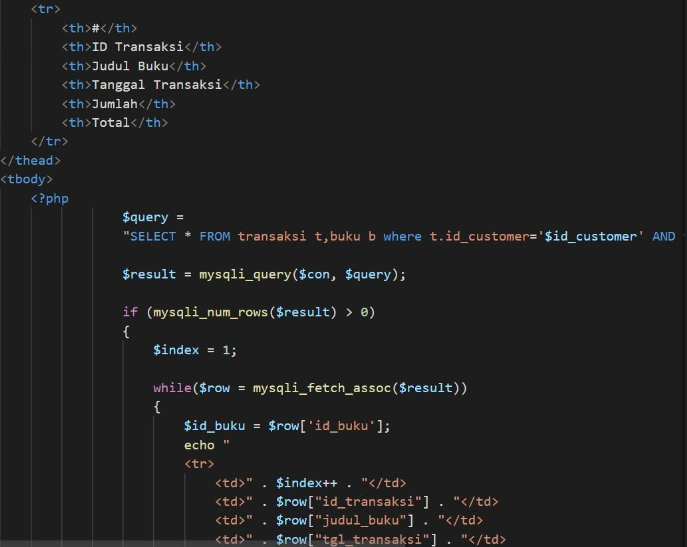 <tr>
<th>#</th>
<th>ID Transaksi</th>
<th>Judul Buku</th>
<th>Tanggal Transaksi</th>
<th>Jumlah</th>
<th>Total</th>
</tr>
</thead>
<tbody>
<?php
$query =
"SELECT * FROM transaksi t,buku b where t.id_customer='$id_customer' AND
$result = mysqli_query($con, $query);
if (mysqli_num_rows($result) > 0)
{
$index = 1;
while($row = mysqli_fetch_assoc($result))
{
$id_buku = $row['id_buku'];
echo "
<tr>
<td>" . $index++ . "</td>
<td>" . $row["id_transaksi"] . "</td>
<td>" . $row["judul_buku"] . "</td>
<td>" . $row["tgl_transaksi"] . "</td>